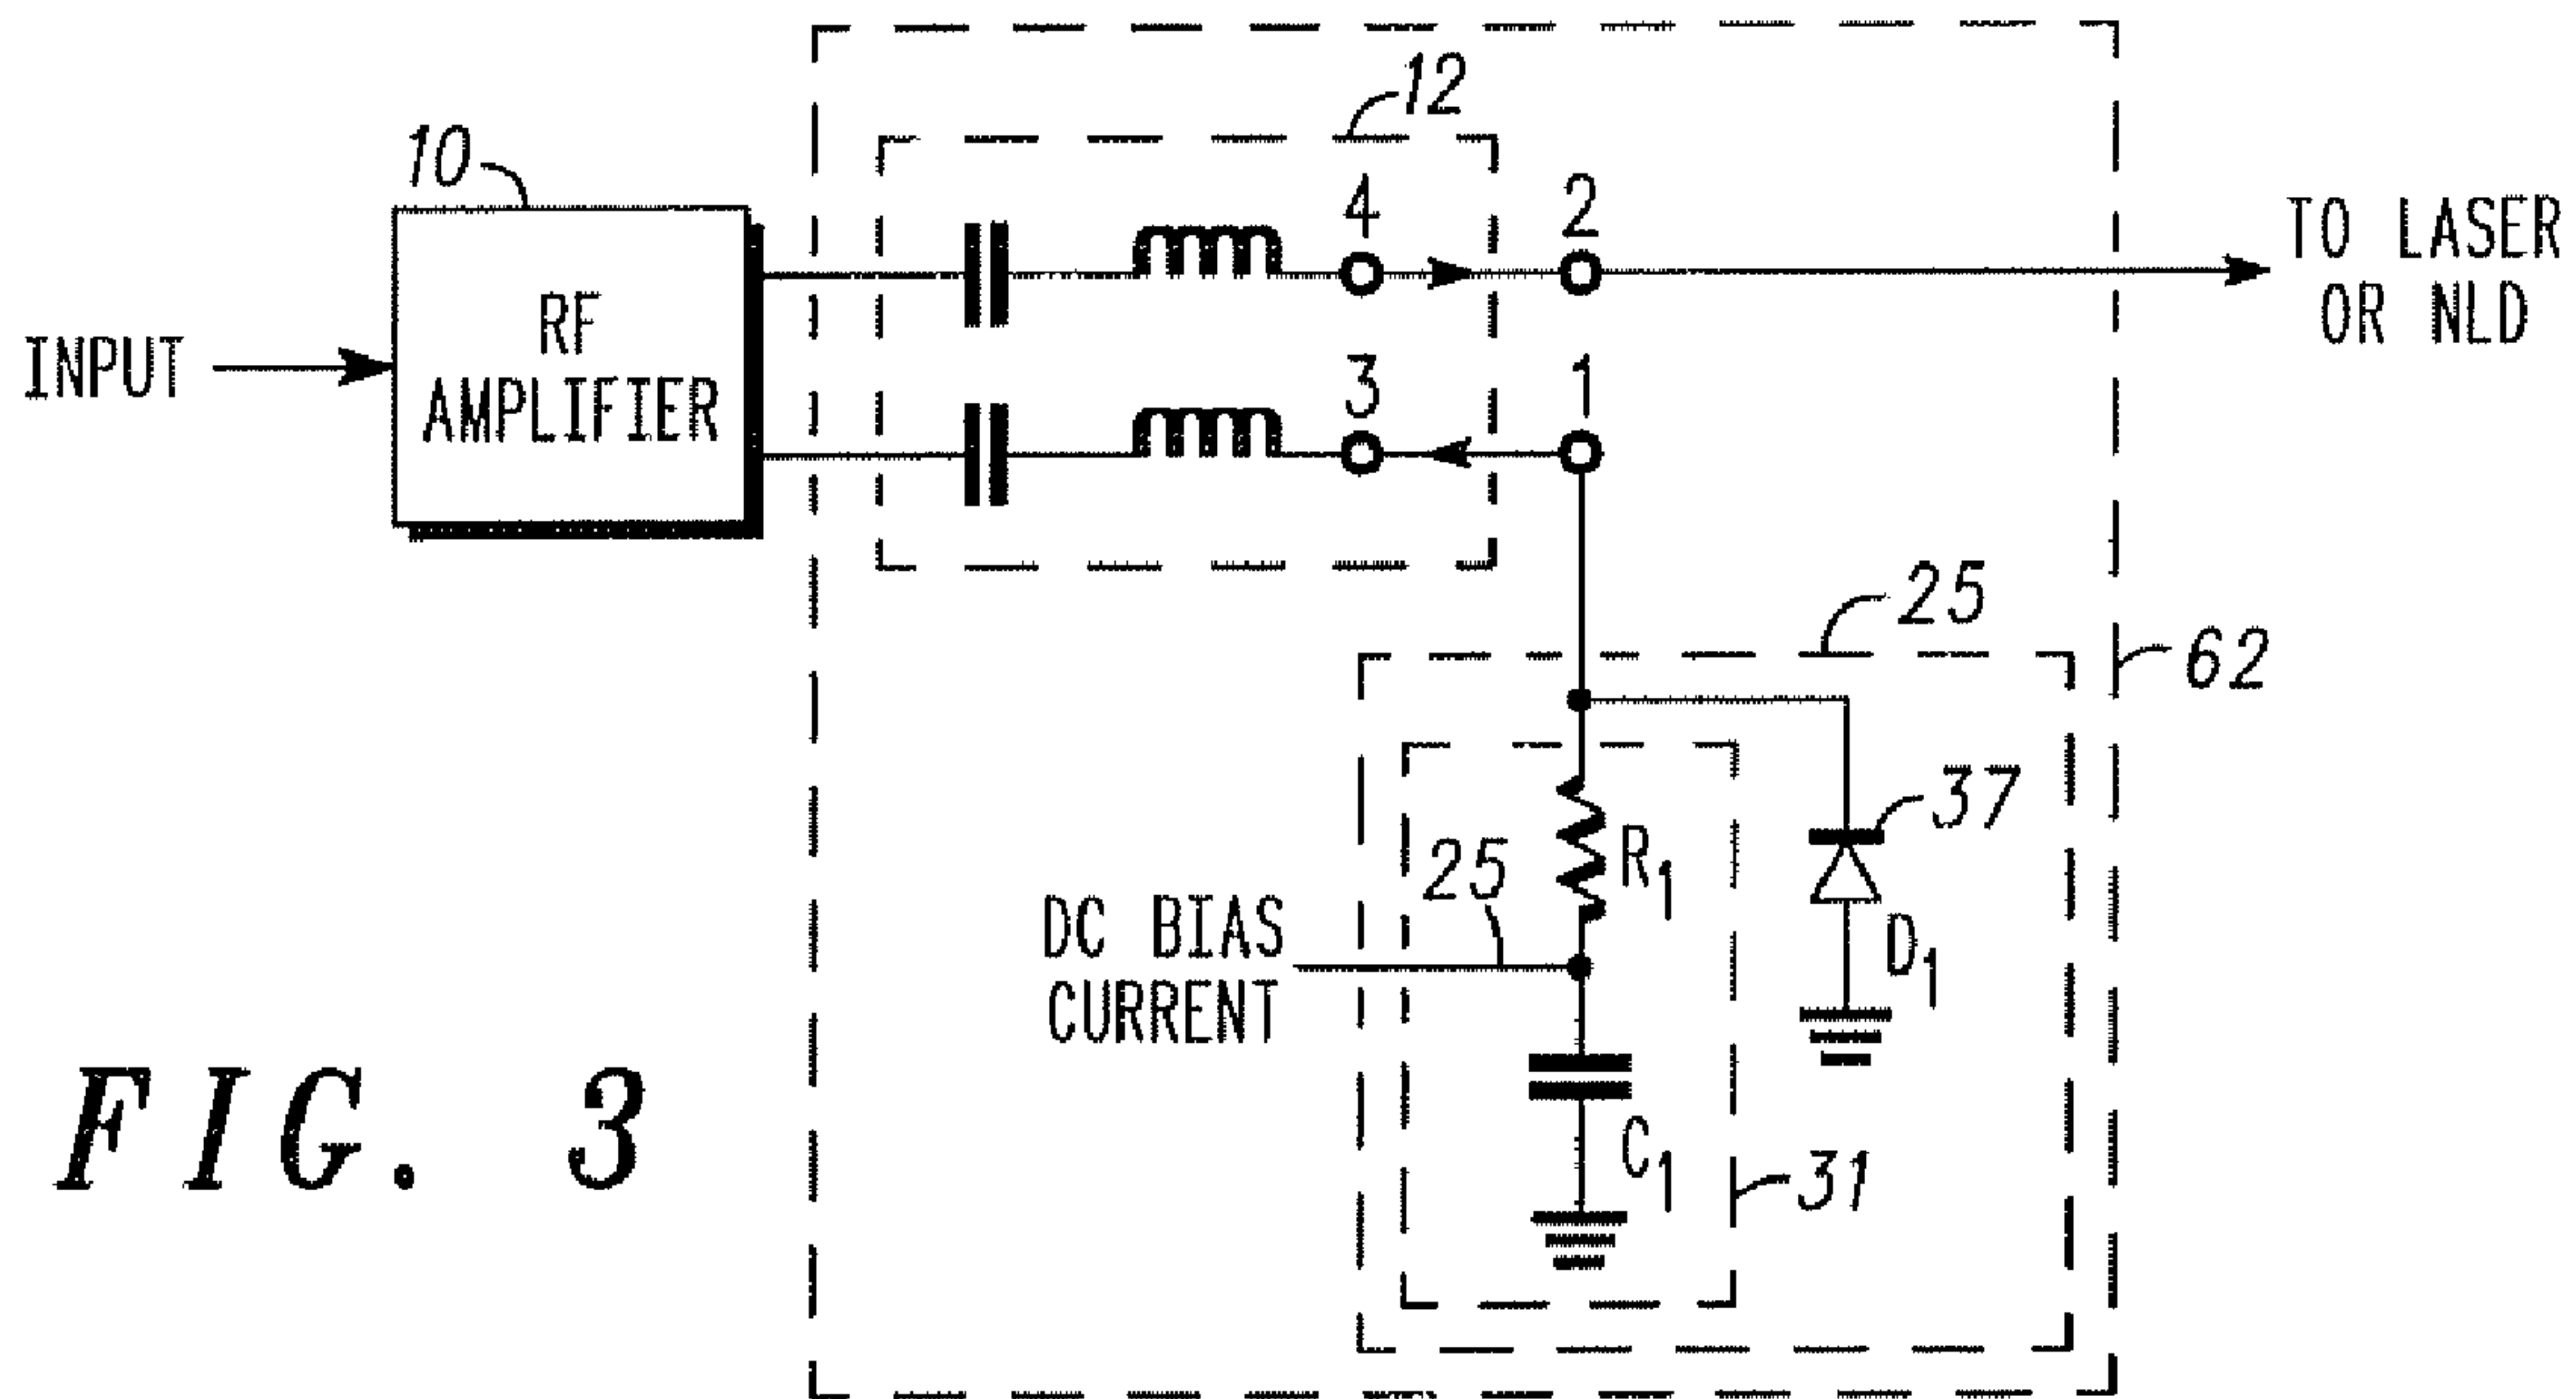 12
10
4
2
TO LASER
OR NLD
RF
AMPLIFIER
INPUT
3
1
25
62
37
R1
25
DC BIAS
CURRENT
D1
C1
31
FIG. 3